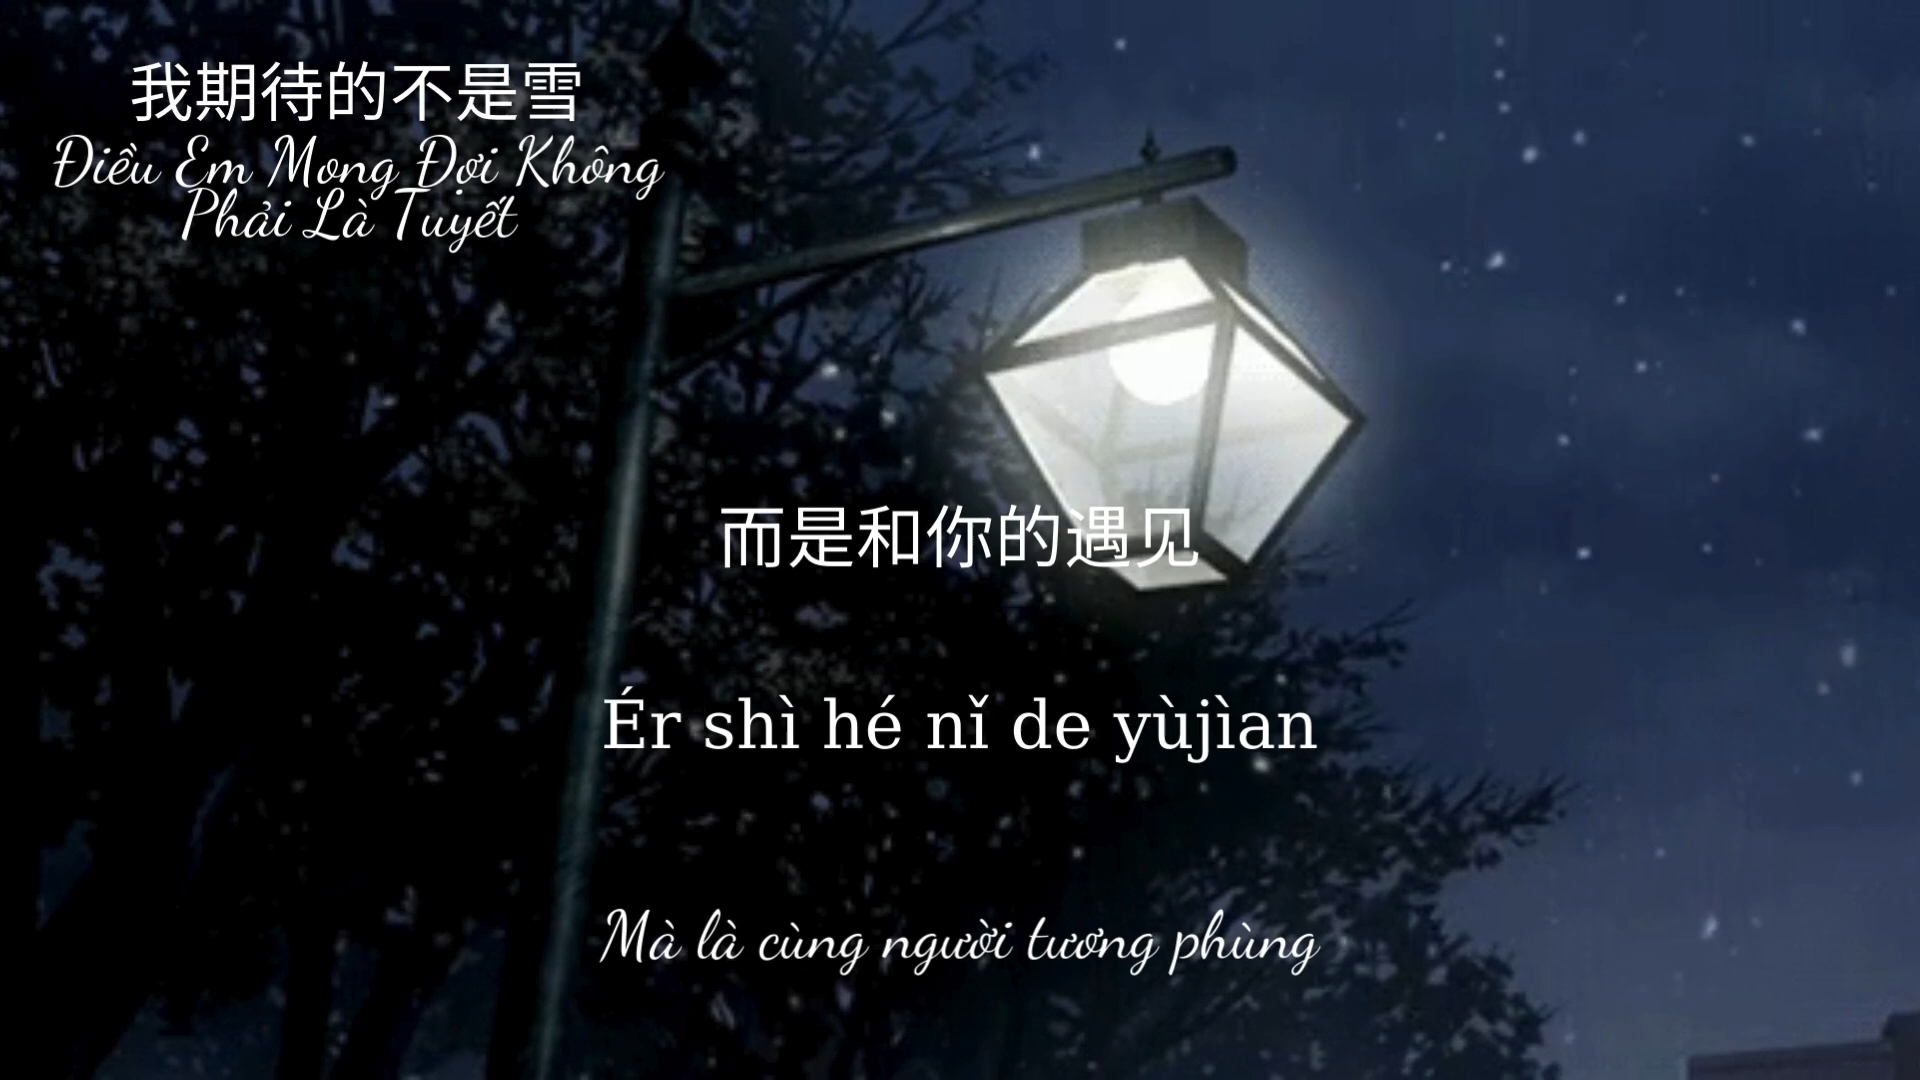 我期待的不是雪
Điều Em Mong Đợi Không
Phải Là Tuyết
而是和你的遇见
Ér shì hé nǐ de yùjìan
Mà là cùng người tương phùng